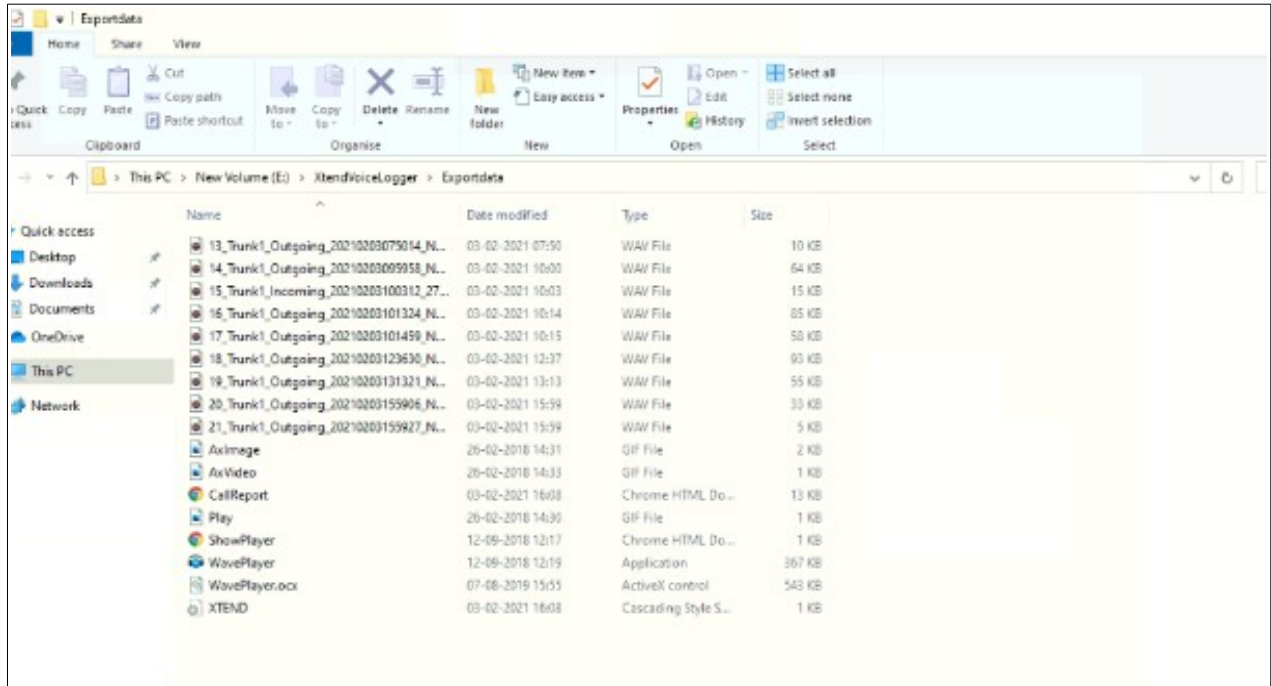 Exportdata
Home Share View
Cut
Copy path
Paste shortcut
Quick Copy Paste
Move to Copy to Delete Rename
New folder
New item
Easy access
Properties
Open
Edit
History
Select all
Select none
Invert selection
Clipboard Organise New Open Select
This PC > New Volume (E:) > XtendVoiceLogger > Exportdata
Quick access
Desktop
Downloads
Documents
OneDrive
This PC
Network
Name Date modified Type Size
13_Trunk1_Outgoing_20210203075014_N... 03-02-2021 07:50 WAV File 10 KB
14_Trunk1_Outgoing_20210203095958_N... 03-02-2021 10:00 WAV File 64 KB
15_Trunk1_Incoming_20210203100312_27... 03-02-2021 10:03 WAV File 15 KB
16_Trunk1_Outgoing_20210203101324_N... 03-02-2021 10:14 WAV File 85 KB
17_Trunk1_Outgoing_20210203101459_N... 03-02-2021 10:15 WAV File 58 KB
18_Trunk1_Outgoing_20210203123630_N... 03-02-2021 12:37 WAV File 93 KB
19_Trunk1_Outgoing_20210203131321_N... 03-02-2021 13:13 WAV File 55 KB
20_Trunk1_Outgoing_20210203155906_N... 03-02-2021 15:59 WAV File 33 KB
21_Trunk1_Outgoing_20210203155927_N... 03-02-2021 15:59 WAV File 5 KB
AxImage 26-02-2018 14:31 GIF File 2 KB
AxVideo 26-02-2018 14:33 GIF File 1 KB
CallReport 03-02-2021 16:08 Chrome HTML Do... 13 KB
Play 26-02-2018 14:30 GIF File 1 KB
ShowPlayer 12-09-2018 12:17 Chrome HTML Do... 1 KB
WavePlayer 12-09-2018 12:19 Application 367 KB
WavePlayer.ocx 07-08-2019 15:55 ActiveX control 543 KB
XTEND 03-02-2021 16:08 Cascading Style S... 1 KB